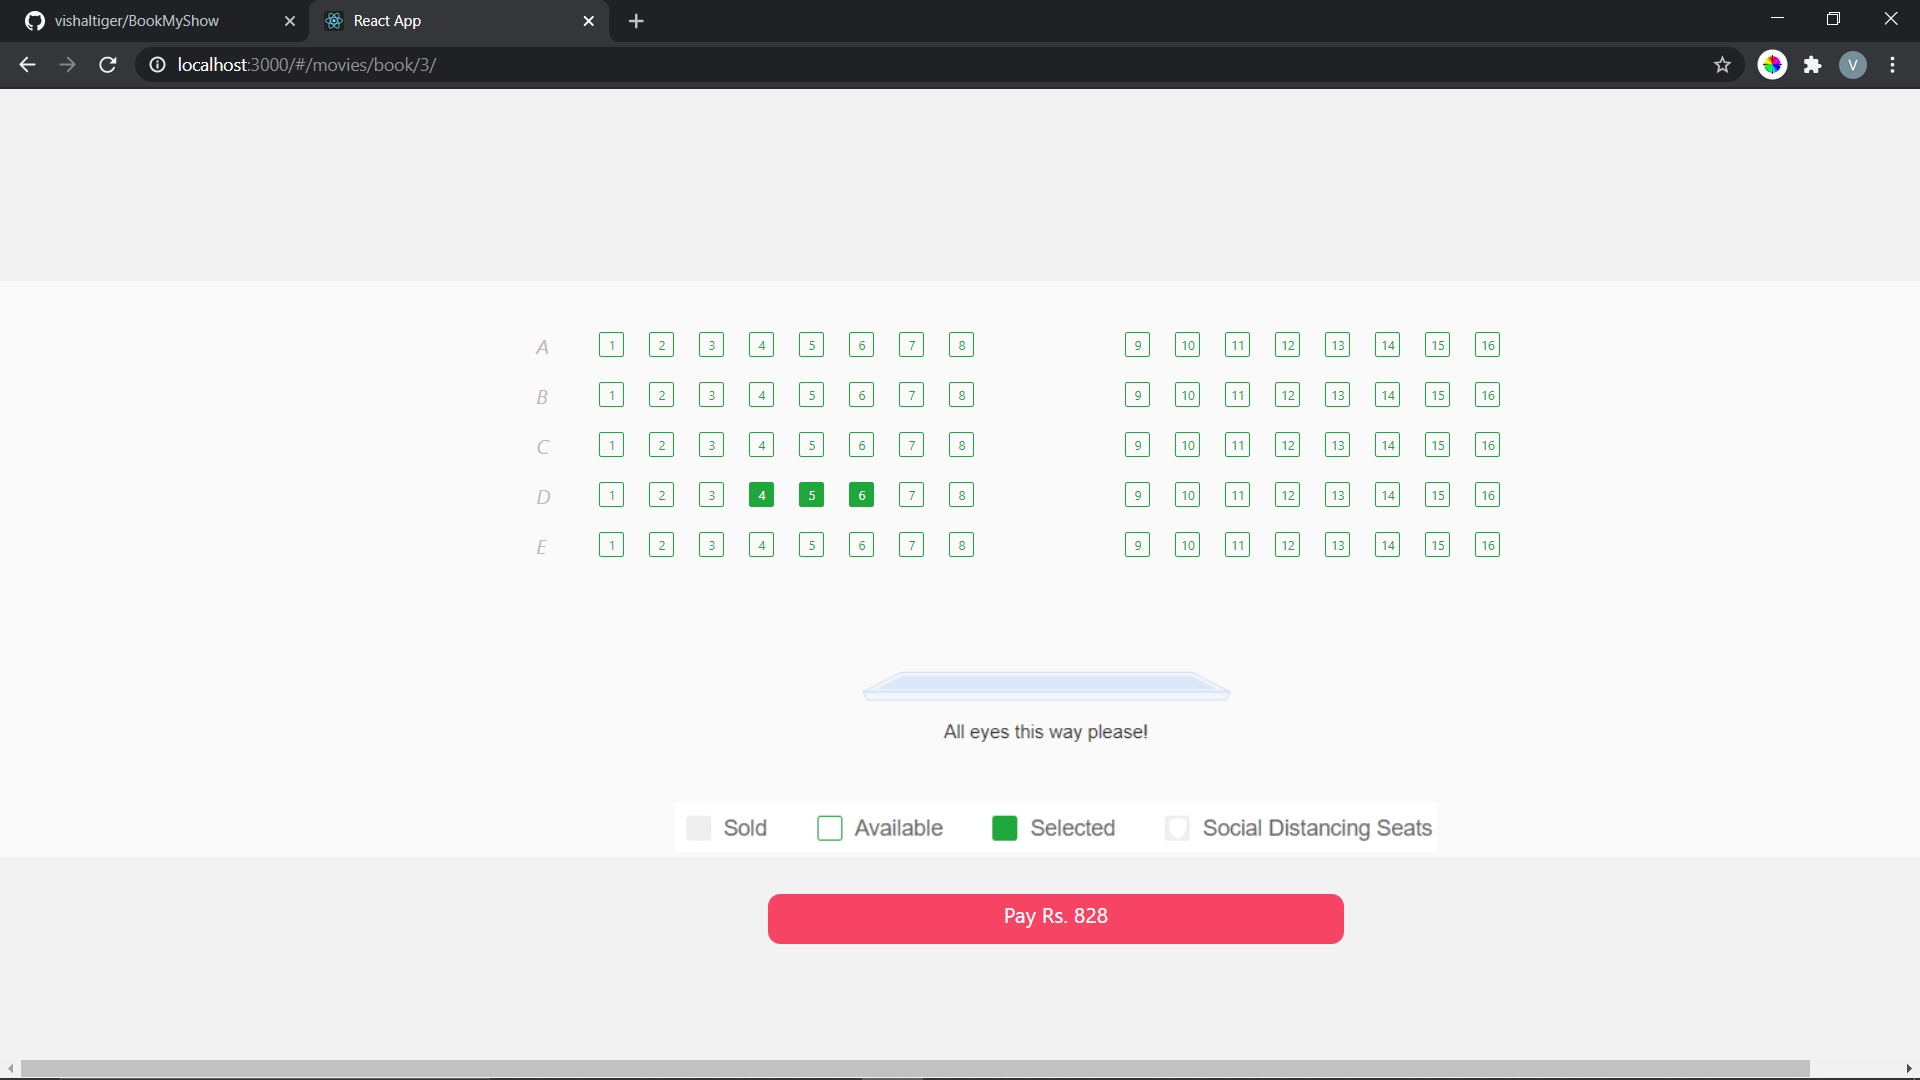 vishaltiger/BookMyShow
React App
localhost:3000/#/movies/book/3/
V
A 1 2 3 4 5 6 7 8 9 10 11 12 13 14 15 16
B 1 2 3 4 5 6 7 8 9 10 11 12 13 14 15 16
C 1 2 3 4 5 6 7 8 9 10 11 12 13 14 15 16
D 1 2 3 4 5 6 7 8 9 10 11 12 13 14 15 16
E 1 2 3 4 5 6 7 8 9 10 11 12 13 14 15 16
All eyes this way please!
Sold Available Selected Social Distancing Seats
Pay Rs. 828